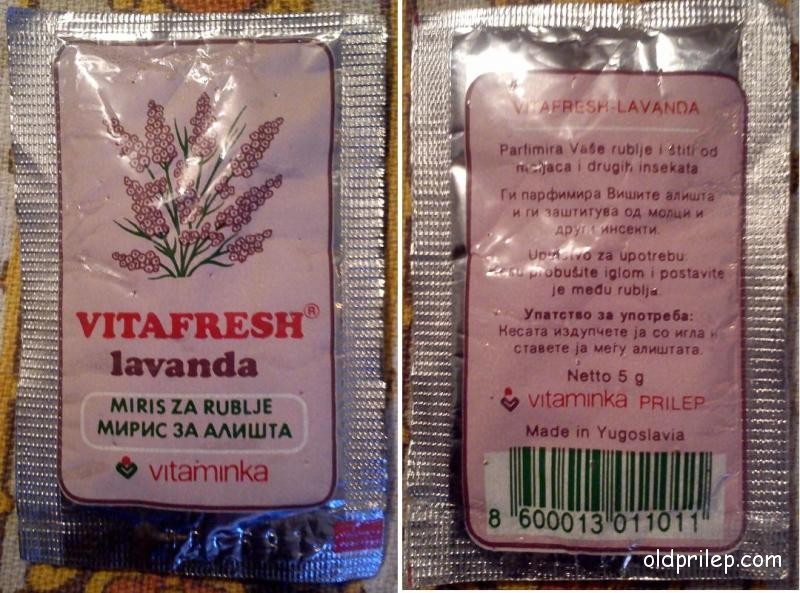 VITAFRESH®
lavanda
MIRIS ZA RUBLJE
МИРИС ЗА АЛИШТА
vitaminka
VITAFRESH-LAVANDA
Parfimira Vaše rublje i štiti od
moljaca i drugih insekata
Ги парфимира Вишите алишта
и ги заштитува од молци и
други инсекти.
Uputstvo za upotrebu:
probušite iglom i postavite
je među rublja.
Упатство за употреба:
Кесата издупчете ја со игла и
ставете ја меѓу алиштата.
Netto 5 g
vitaminka PRILEP
Made in Yugoslavia
8 600013 011011
oldprilep.com